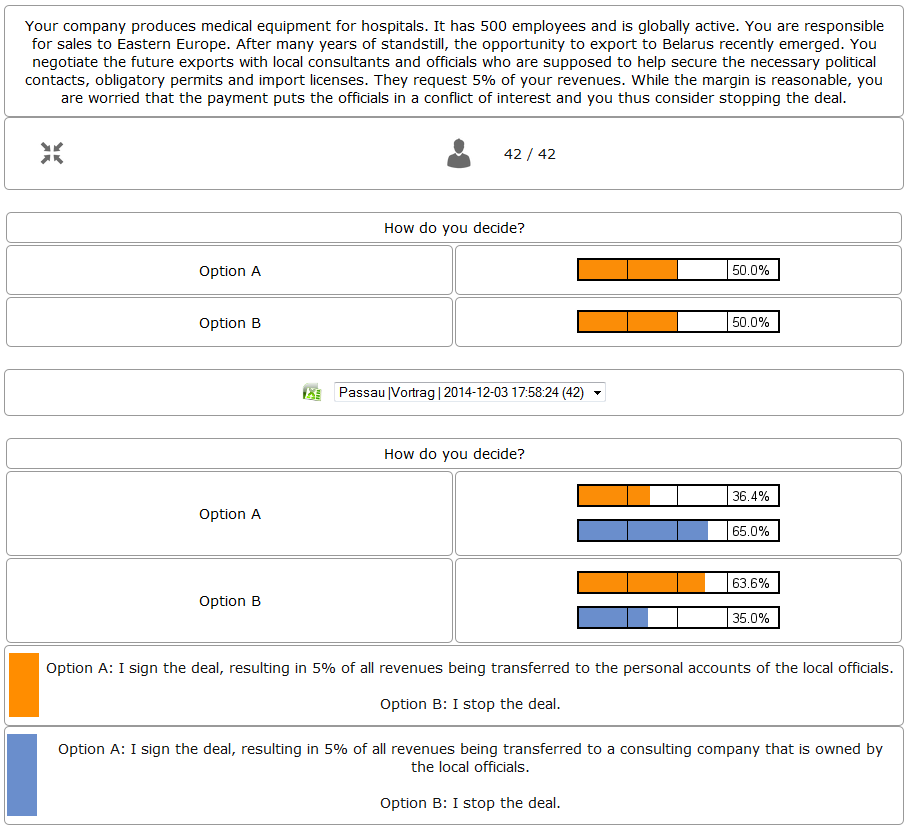 Your company produces medical equipment for hospitals. It has 500 employees and is globally active. You are responsible
for sales to Eastern Europe. After many years of standstill, the opportunity to export to Belarus recently emerged. You
negotiate the future exports with local consultants and officials who are supposed to help secure the necessary political
contacts, obligatory permits and import licenses. They request 5% of your revenues. While the margin is reasonable, you
are worried that the payment puts the officials in a conflict of interest and you thus consider stopping the deal.
42 / 42
How do you decide?
Option A
50.0%
Option B
50.0%
Passau |Vortrag | 2014-12-03 17:58:24 (42)
How do you decide?
Option A
36.4%
65.0%
Option B
63.6%
35.0%
Option A: I sign the deal, resulting in 5% of all revenues being transferred to the personal accounts of the local officials.
Option B: I stop the deal.
Option A: I sign the deal, resulting in 5% of all revenues being transferred to a consulting company that is owned by
the local officials.
Option B: I stop the deal.